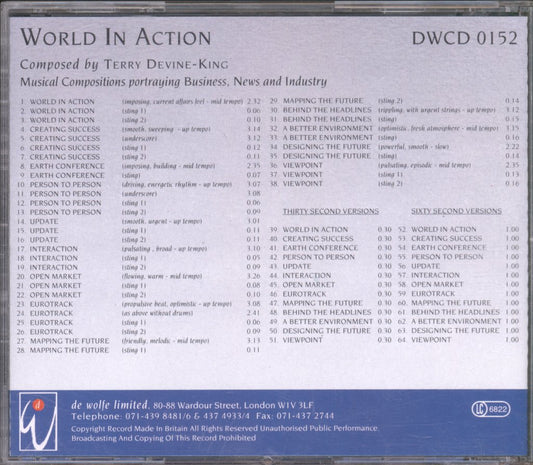 WORLD IN ACTION
DWCD 0152
Composed by TERRY DEVINE-KING
Musical Compositions portraying Business, News and Industry
1. WORLD IN ACTION (imposing, current affairs feel - mid tempo) 2.32
2. WORLD IN ACTION (sting 1) 0.06
3. WORLD IN ACTION (sting 2) 0.10
4. CREATING SUCCESS (smooth, sweeping - up tempo) 3.14
5. CREATING SUCCESS (underscore) 3.12
6. CREATING SUCCESS (sting 1)
7. CREATING SUCCESS (sting 2) 0.11
8. EARTH CONFERENCE (imposing, building - mid tempo) 2.35
9. EARTH CONFERENCE (sting) 0.07
10. PERSON TO PERSON (driving, energetic rhythm - up tempo) 3.07
11. PERSON TO PERSON (underscore) 3.08
12. PERSON TO PERSON (sting 1) 0.06
13. PERSON TO PERSON (sting 2) 0.09
14. UPDATE (smooth, urgent - up tempo) 3.01
15. UPDATE (sting 1)
16. UPDATE (sting 2) 0.11
17. INTERACTION (pulsating, broad - up tempo) 3.10
18. INTERACTION (sting 1) 0.05
19. INTERACTION (sting 2) 0.09
20. OPEN MARKET (flowing, warm - mid tempo) 3.26
21. OPEN MARKET (sting 1) 0.08
22. OPEN MARKET (sting 2) 0.10
23. EUROTRACK (propulsive beat, optimistic - up tempo) 3.08
24. EUROTRACK (as above without drums) 2.41
25. EUROTRACK (sting 1) 0.06
26. EUROTRACK (sting 2) 0.09
27. MAPPING THE FUTURE (friendly, melodic - mid tempo) 3.13
28. MAPPING THE FUTURE (sting 1) 0.11
29. MAPPING THE FUTURE (sting 2) 0.14
30. BEHIND THE HEADLINES (rippling, with urgent strings - up tempo) 3.12
31. BEHIND THE HEADLINES (sting) 0.15
32. A BETTER ENVIRONMENT (optimistic, fresh atmosphere - mid tempo) 3.15
33. A BETTER ENVIRONMENT (sting) 0.16
34. DESIGNING THE FUTURE (powerful, smooth - slow) 2.22
35. DESIGNING THE FUTURE (sting) 0.14
36. VIEWPOINT (pulsating, episodic - mid tempo) 2.35
37. VIEWPOINT (sting 1) 0.13
38. VIEWPOINT (sting 2) 0.16
THIRTY SECOND VERSIONS
39. WORLD IN ACTION 0.30
40. CREATING SUCCESS 0.30
41. EARTH CONFERENCE 0.30
42. PERSON TO PERSON 0.30
43. UPDATE 0.30
44. INTERACTION 0.30
45. OPEN MARKET 0.30
46. EUROTRACK 0.30
47. MAPPING THE FUTURE 0.30
48. BEHIND THE HEADLINES 0.30
49. A BETTER ENVIRONMENT 0.30
50. DESIGNING THE FUTURE 0.30
51. VIEWPOINT 0.30
SIXTY SECOND VERSIONS
52. WORLD IN ACTION 1.00
53. CREATING SUCCESS 1.00
54. EARTH CONFERENCE 1.00
55. PERSON TO PERSON 1.00
56. UPDATE 1.00
57. INTERACTION 1.00
58. OPEN MARKET 1.00
59. EUROTRACK 1.00
60. MAPPING THE FUTURE 1.00
61. BEHIND THE HEADLINES 1.00
62. A BETTER ENVIRONMENT 1.00
63. DESIGNING THE FUTURE 1.00
64. VIEWPOINT 1.00
d
de wolfe limited, 80-88 Wardour Street, London W1V 3LF
Telephone: 071-439 8481/6 & 437 4933/4 Fax: 071-437 2744
Copyright Record Made In Britain All Rights Reserved Unauthorised Public Performance.
Broadcasting And Copying Of This Record Prohibited
LC 6822